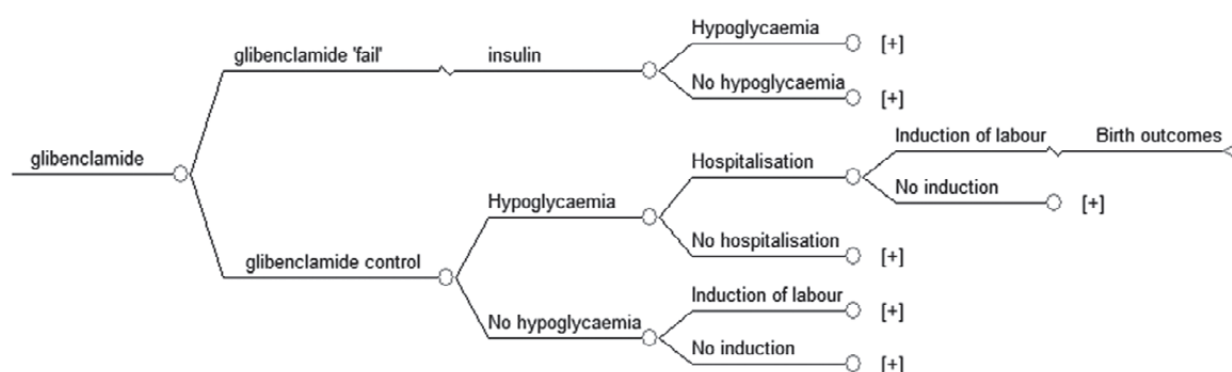 Hypoglycaemia [+]
glibenclamide 'fail' insulin
No hypoglycaemia [+]
Induction of labour Birth outcomes
glibenclamide Hospitalisation
No induction [+]
Hypoglycaemia
No hospitalisation [+]
glibenclamide control
Induction of labour [+]
No hypoglycaemia
No induction [+]